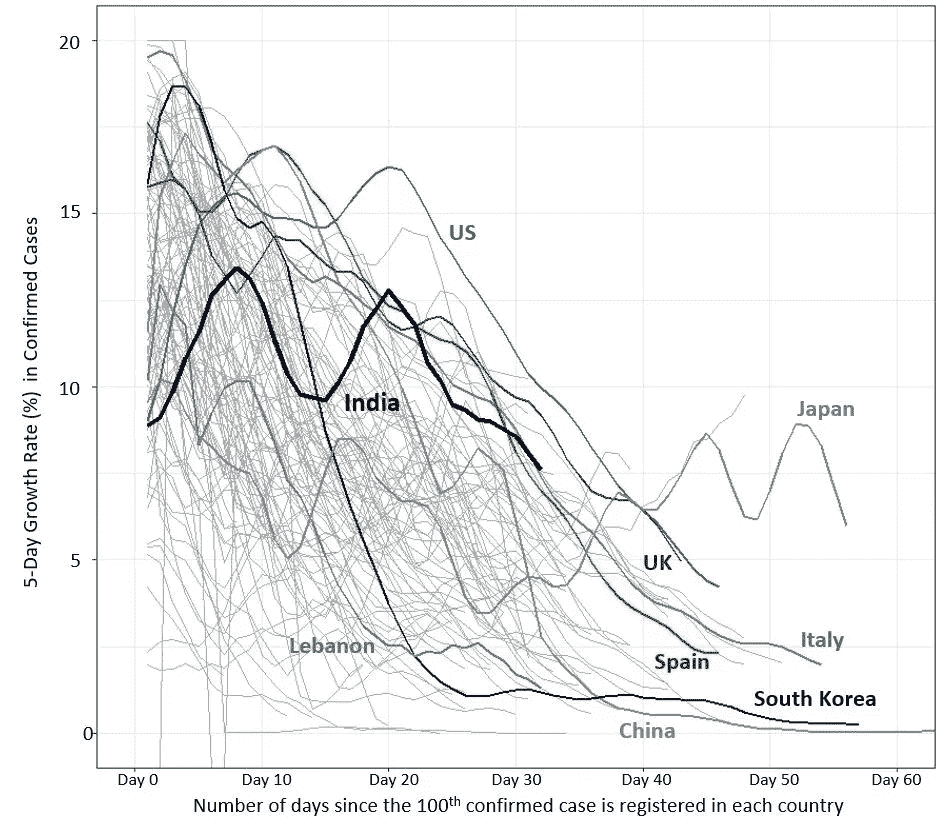 20
15
10
5
0
5-Day Growth Rate (%) in Confirmed Cases
US
India
Japan
UK
Lebanon
Italy
Spain
South Korea
China
Day 0 Day 10 Day 20 Day 30 Day 40 Day 50 Day 60
Number of days since the 100th confirmed case is registered in each country